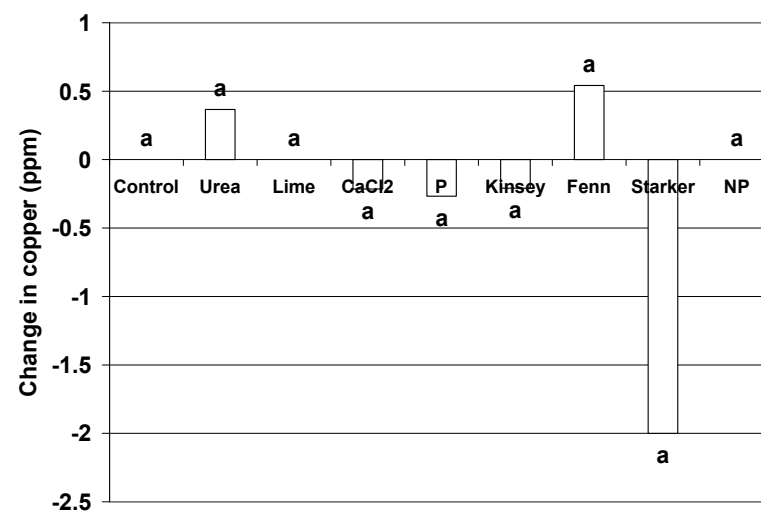 Change in copper (ppm)
1
0.5
0
-0.5
-1
-1.5
-2
-2.5
a
a
a
a
a
a
a
a
a
Control Urea Lime CaCl2 P Kinsey Fenn Starker NP